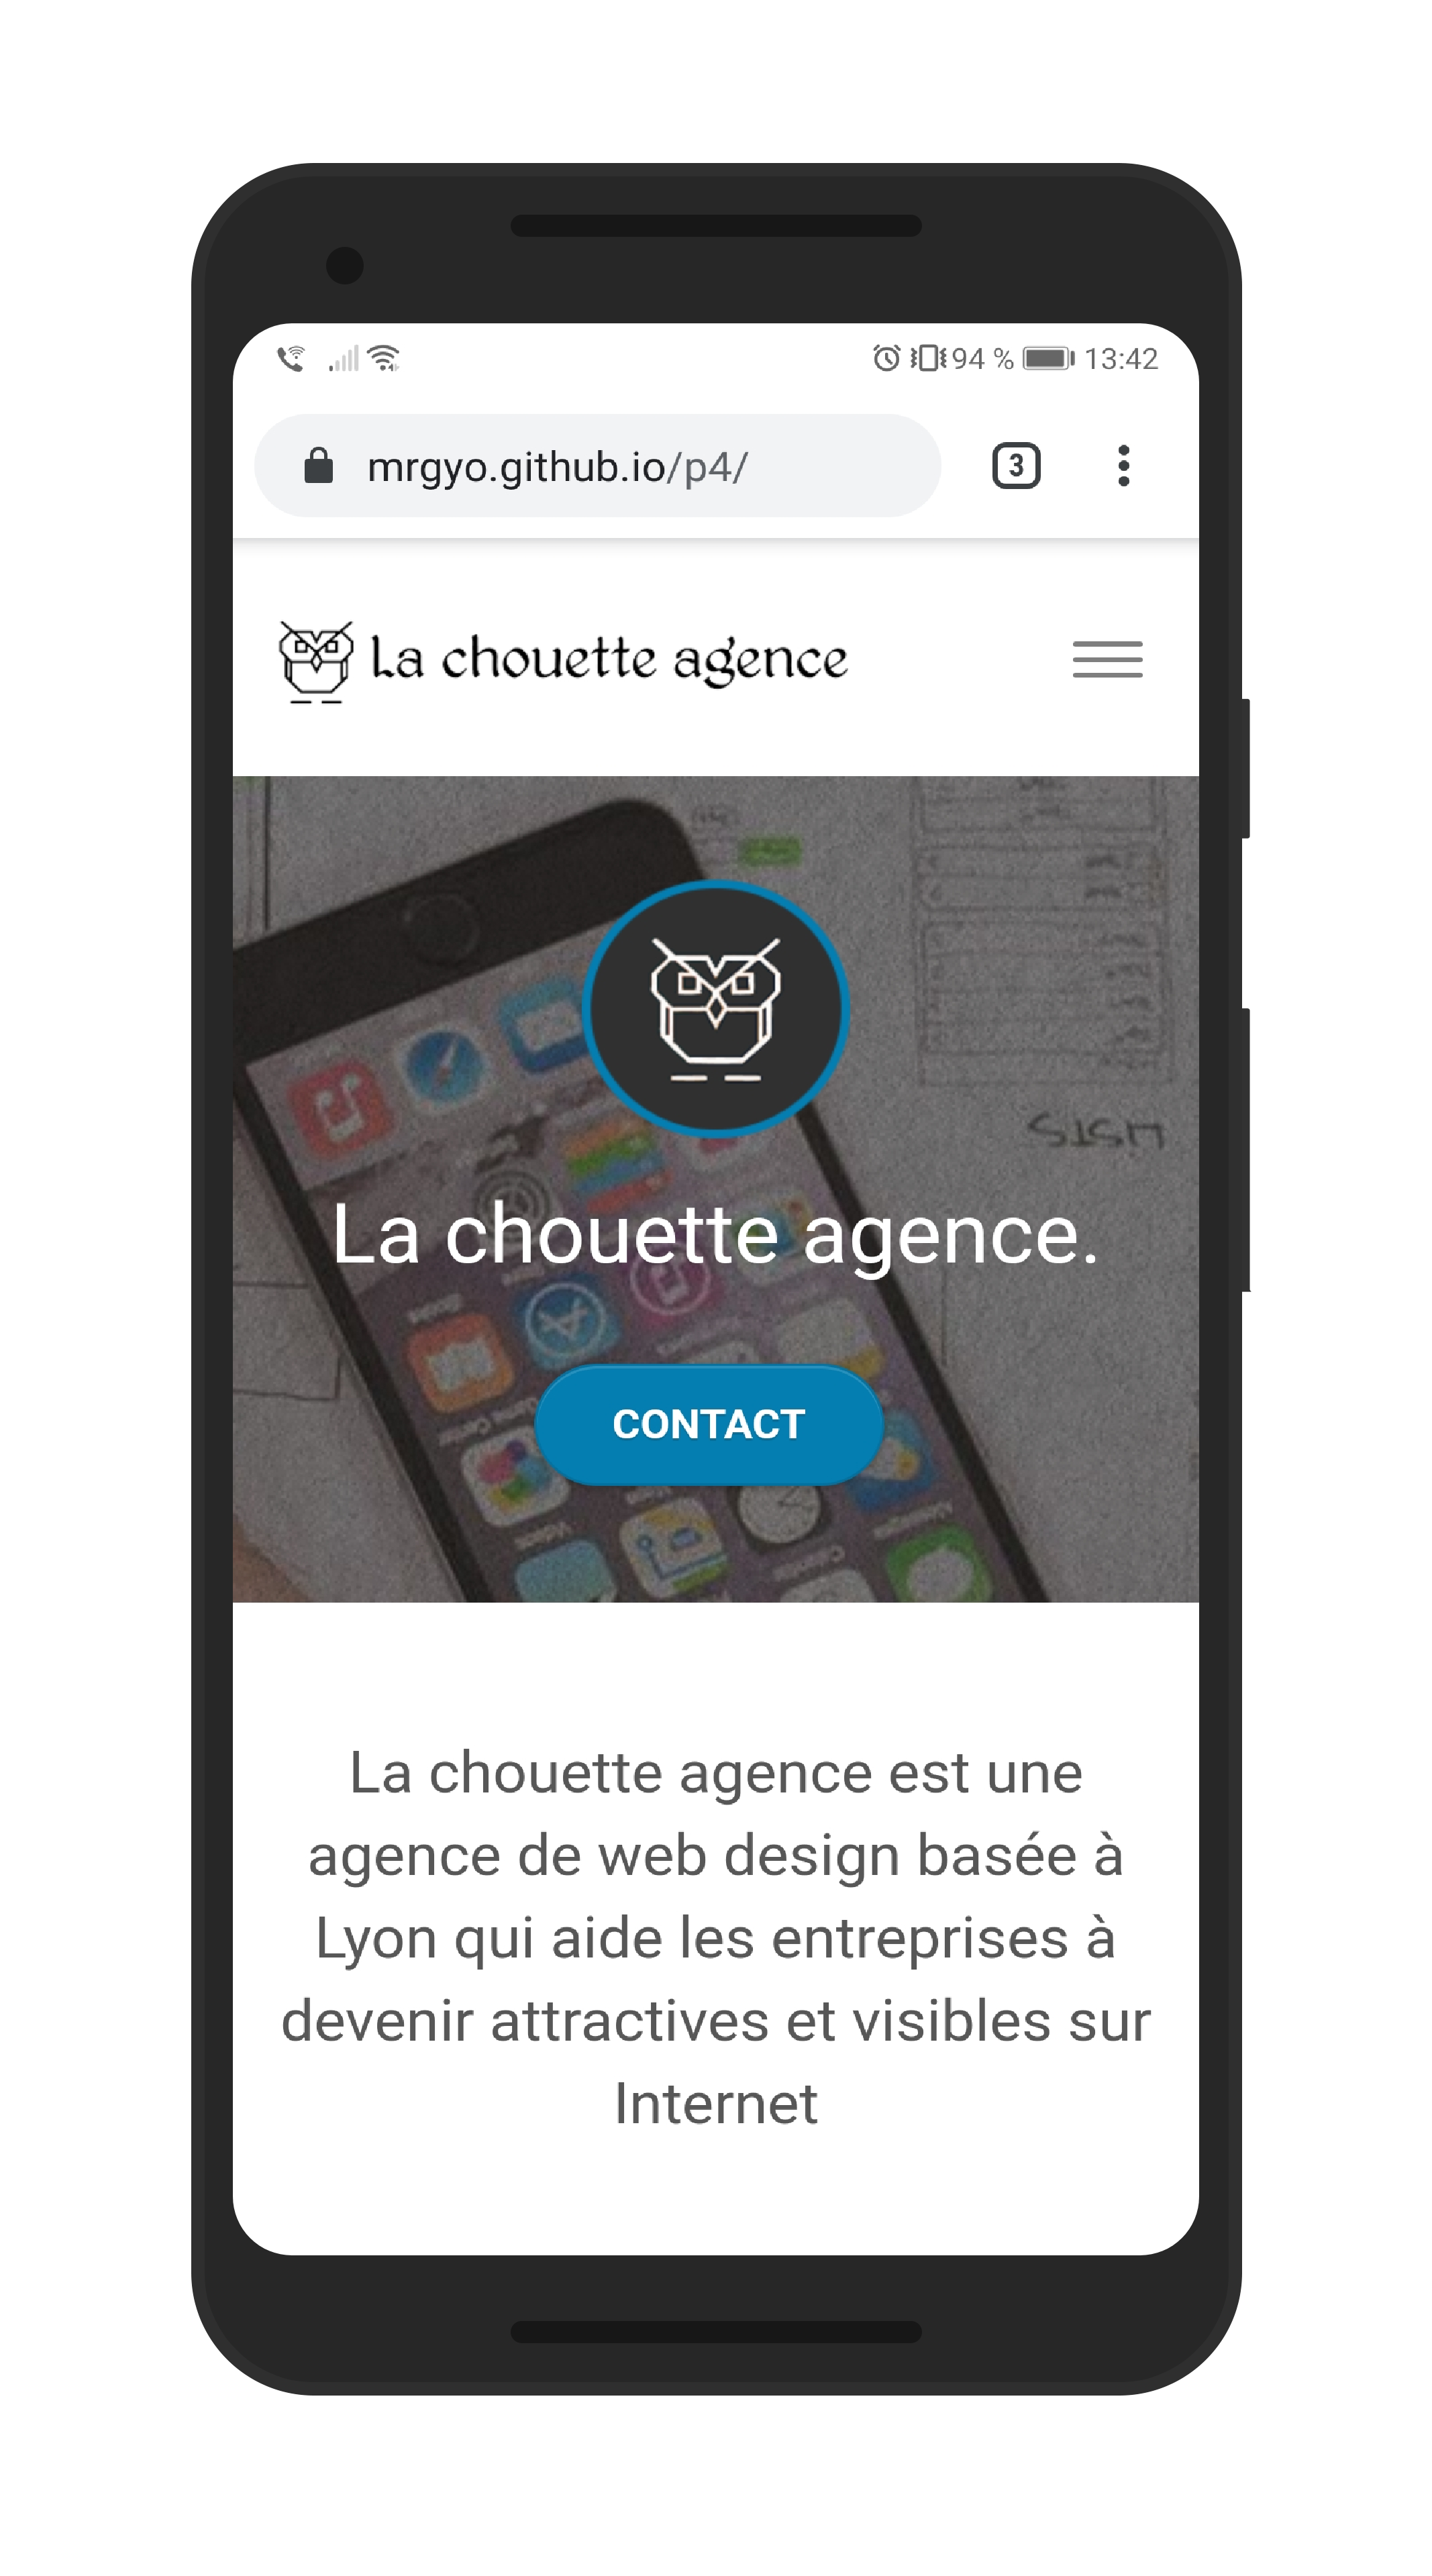 94 % 13:42
mrgyo.github.io/p4/ 3
La chouette agence
LISTS
La chouette agence.
CONTACT
La chouette agence est une
agence de web design basée à
Lyon qui aide les entreprises à
devenir attractives et visibles sur
Internet